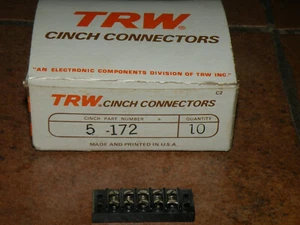 TRW®
CINCH CONNECTORS
"AN ELECTRONIC COMPONENTS DIVISION OF TRW INC."
TRW® CINCH CONNECTORS
CINCH PART NUMBER
QUANTITY
5 -172
10
MADE AND PRINTED IN U.S.A.